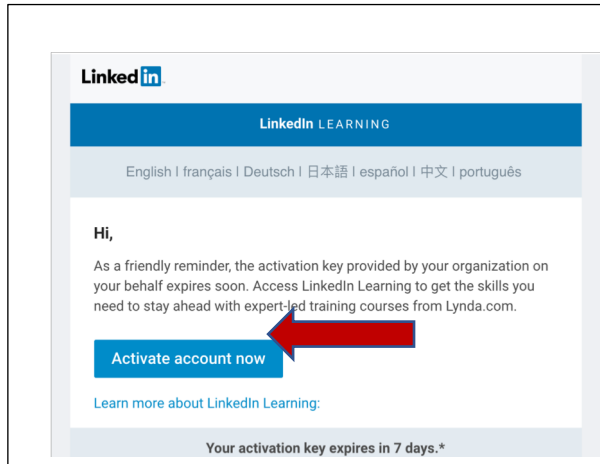 Linked in
LinkedIn LEARNING
English | français | Deutsch | 日本語 | español | 中文 | português
Hi,
As a friendly reminder, the activation key provided by your organization on
your behalf expires soon. Access LinkedIn Learning to get the skills you
need to stay ahead with expert-led training courses from Lynda.com.
Activate account now
Learn more about LinkedIn Learning:
Your activation key expires in 7 days.*